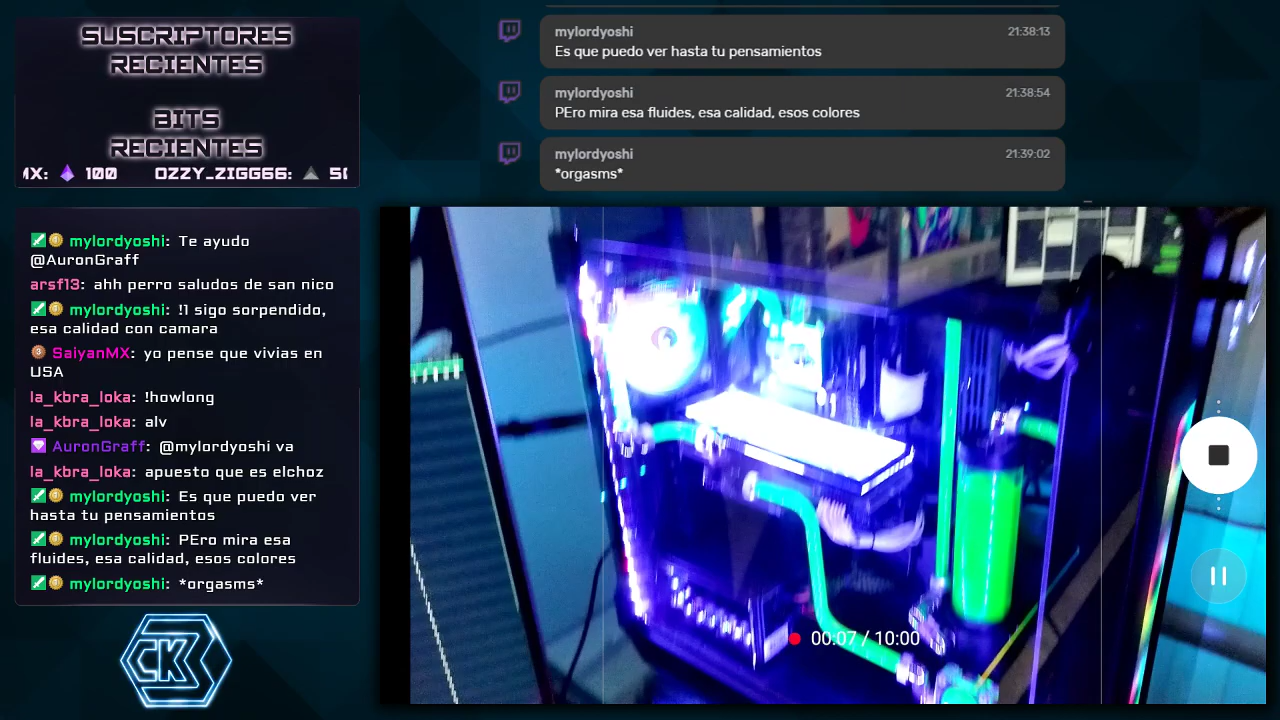 SUSCRIPTORES
RECIENTES
BITS
RECIENTES
MX: 100 OZZY_ZIGG66:
mylordyoshi 21:38:13
Es que puedo ver hasta tu pensamientos
mylordyoshi 21:38:54
PEro mira esa fluides, esa calidad, esos colores
mylordyoshi 21:39:02
*orgasms*
mylordyoshi: Te ayudo
@AuronGraff
arsf13: ahh perro saludos de san nico
mylordyoshi: !1 sigo sorpendido,
esa calidad con camara
SaiyanMX: yo pense que vivias en
USA
la_kbra_loka: !howlong
la_kbra_loka: alv
AuronGraff: @mylordyoshi va
la_kbra_loka: apuesto que es elchoz
mylordyoshi: Es que puedo ver
hasta tu pensamientos
mylordyoshi: PEro mira esa
fluides, esa calidad, esos colores
mylordyoshi: *orgasms*
CK
00:07 / 10:00